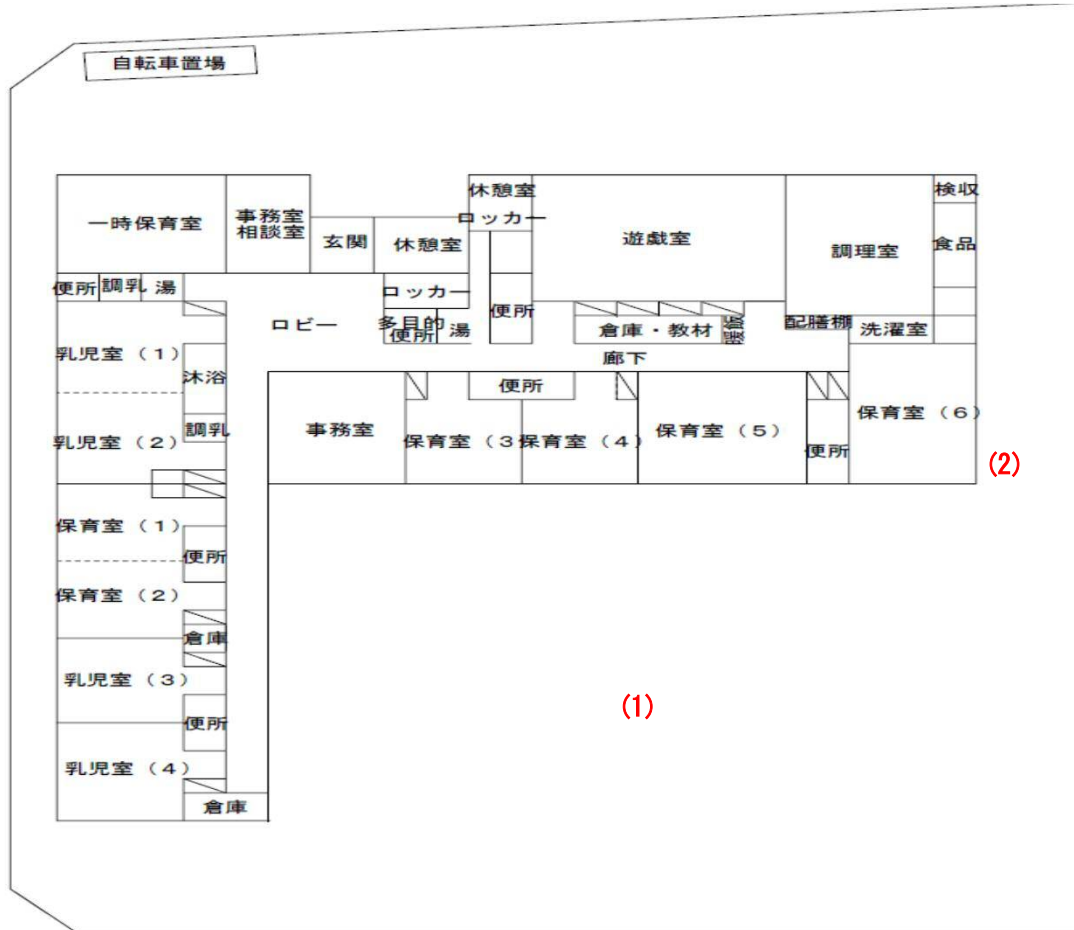 自転車置場
一時保育室
事務室
相談室
玄関
休憩室
休憩室
ロッカー
遊戯室
調理室
検収
食品
便所
調乳
湯
ロビー
ロッカー
多目的
便所
湯
便所
倉庫・教材
配膳棚
洗濯室
廊下
乳児室（1）
沐浴
乳児室（2）
調乳
事務室
便所
保育室（3
保育室（4）
保育室（5）
便所
保育室（6）
(2)
保育室（1）
便所
保育室（2）
倉庫
乳児室（3）
便所
乳児室（4）
倉庫
(1)